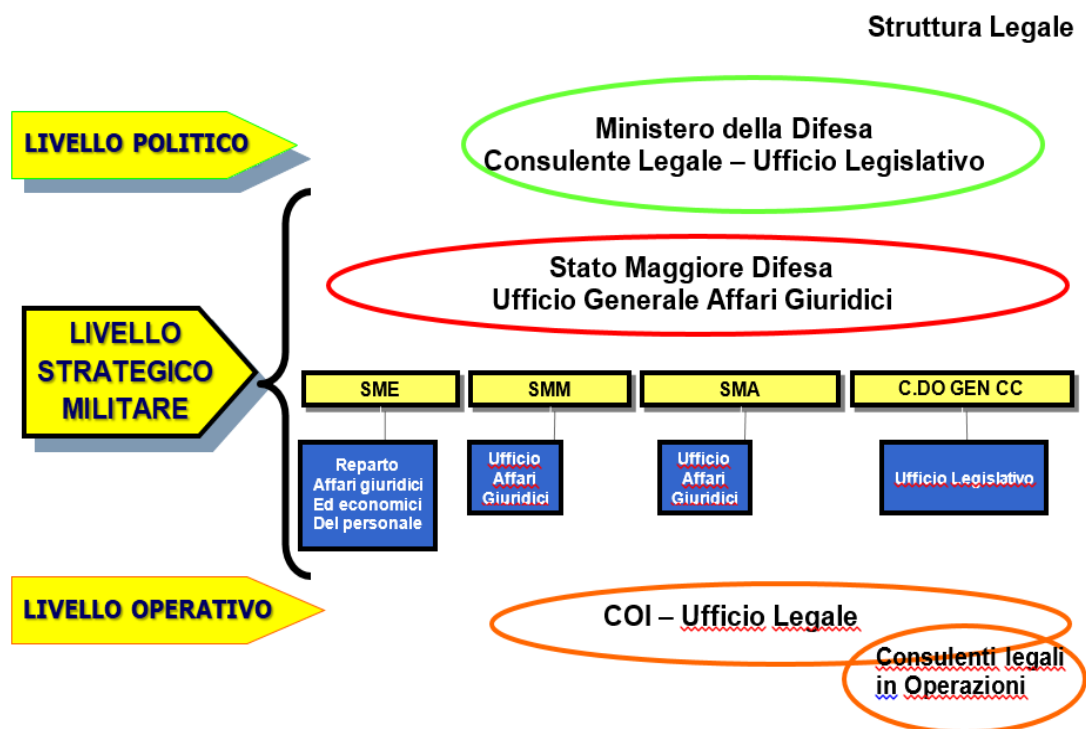 Struttura Legale
LIVELLO POLITICO
Ministero della Difesa
Consulente Legale – Ufficio Legislativo
Stato Maggiore Difesa
Ufficio Generale Affari Giuridici
LIVELLO
STRATEGICO
MILITARE
SME
SMM
SMA
C.DO GEN CC
Reparto
Affari giuridici
Ed economici
Del personale
Ufficio
Affari
Giuridici
Ufficio
Affari
Giuridici
Ufficio Legislativo
LIVELLO OPERATIVO
COI – Ufficio Legale
Consulenti legali
in Operazioni